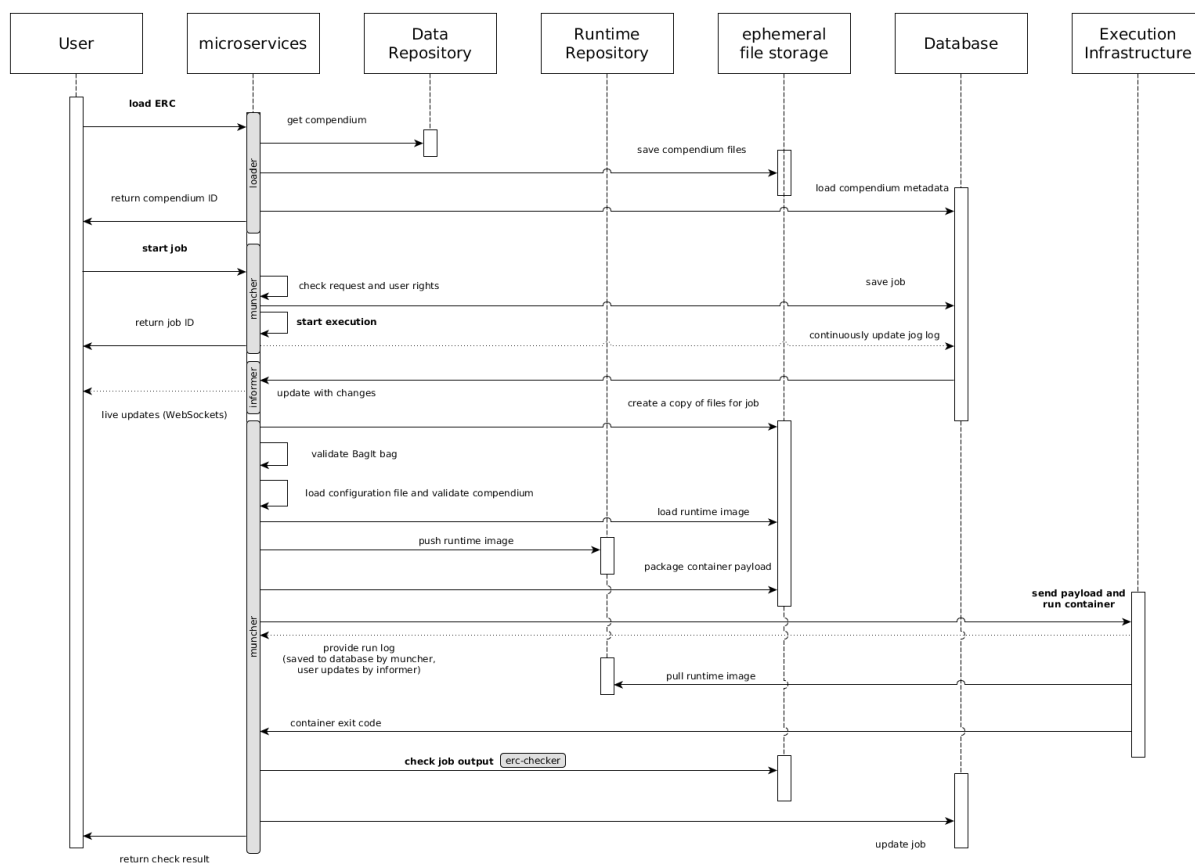 User
microservices
Data
Repository
Runtime
Repository
ephemeral
file storage
Database
Execution
Infrastructure
load ERC
get compendium
save compendium files
loader
load compendium metadata
return compendium ID
start job
muncher
check request and user rights
save job
return job ID
start execution
continuously update jog log
informer
update with changes
live updates (WebSockets)
create a copy of files for job
validate BagIt bag
load configuration file and validate compendium
load runtime image
push runtime image
package container payload
send payload and
run container
muncher
provide run log
(saved to database by muncher,
user updates by informer)
pull runtime image
container exit code
check job output erc-checker
update job
return check result